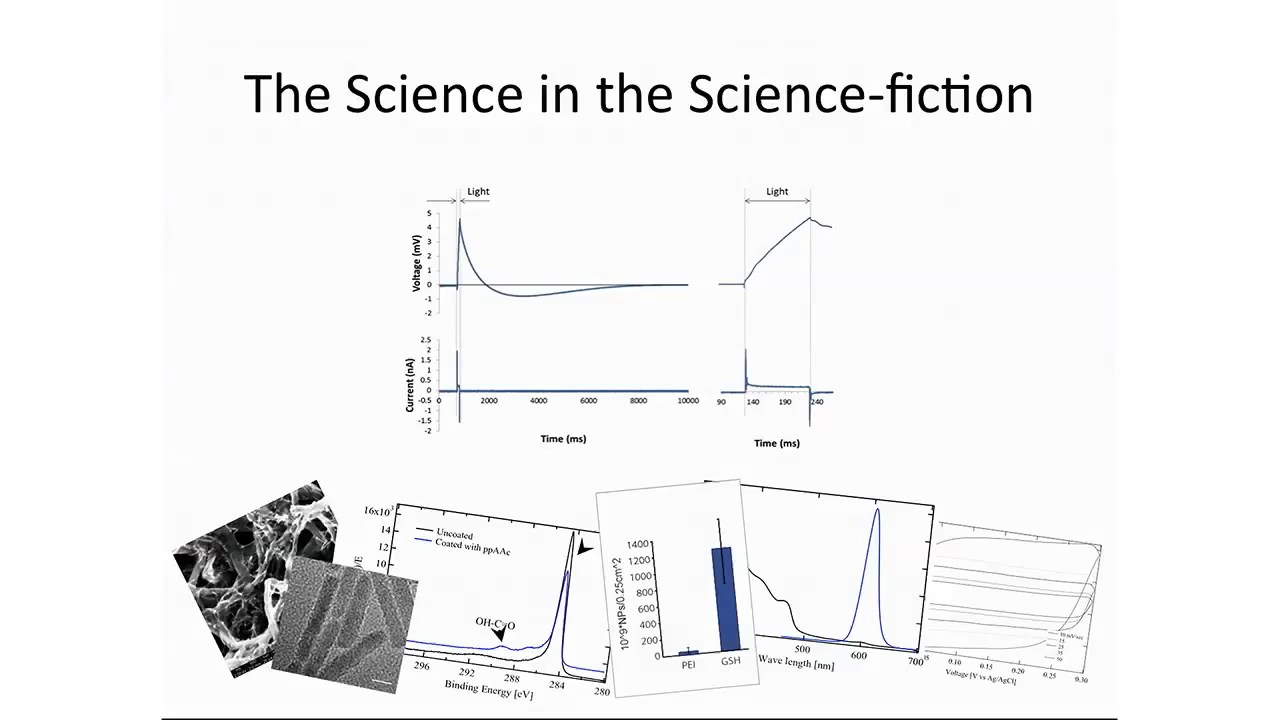 The Science in the Science-fiction
Light
Light
Voltage (mV)
5
4
3
2
1
0
-1
-2
Current (nA)
2.5
2
1.5
1
0.5
0
-0.5
-1
-1.5
-2
0 2000 4000 6000 8000 10000
Time (ms)
90 140 190 240
Time (ms)
16x10³
14
12
10
Uncoated
Coated with ppAAc
OH-C=O
296 292 288 284 280
Binding Energy [eV]
10^9*NPs/0.25cm^2
1400
1200
1000
800
600
400
200
0
PEI GSH
500 600 700
Wave length [nm]
0.10 0.15 0.20 0.25 0.30
Voltage [V vs Ag/AgCl]